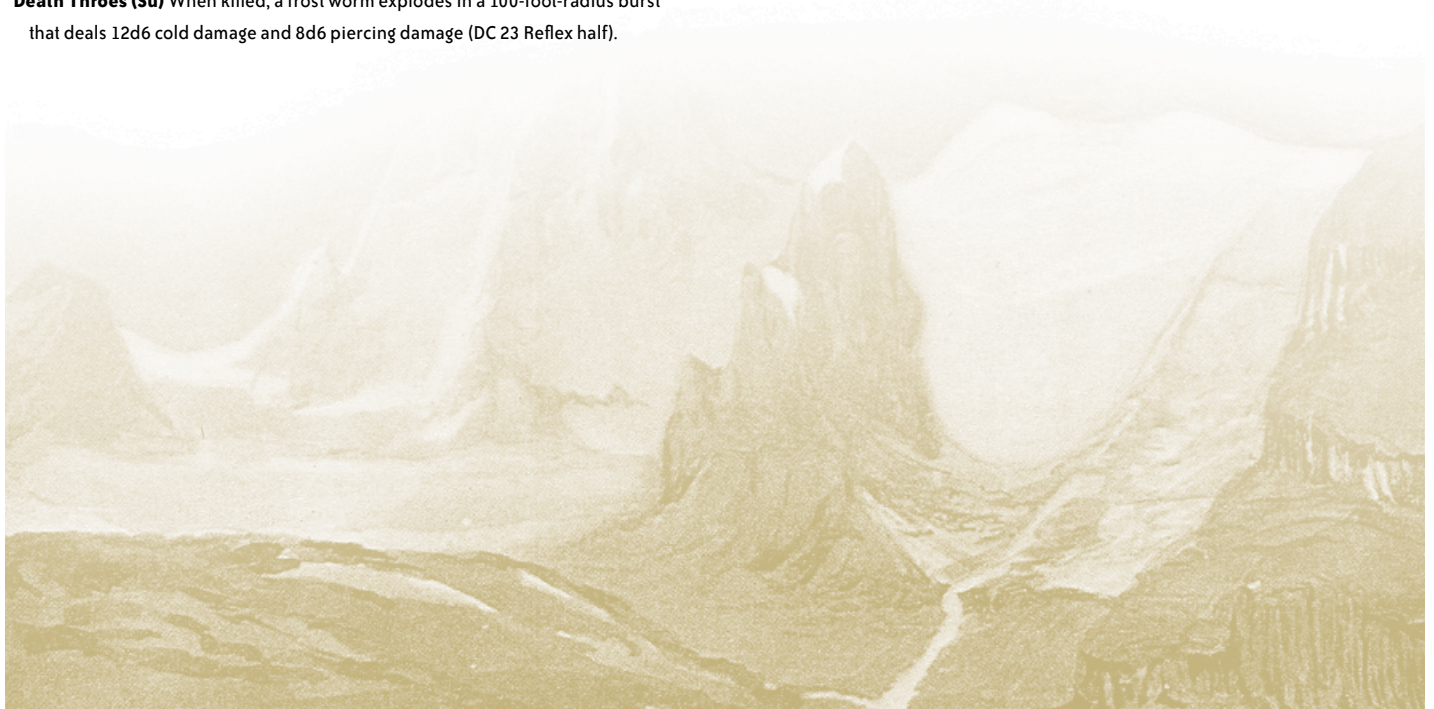 Death Throes (Su) When killed, a frost worm explodes in a 100-foot-radius burst
that deals 12d6 cold damage and 8d6 piercing damage (DC 23 Reflex half).